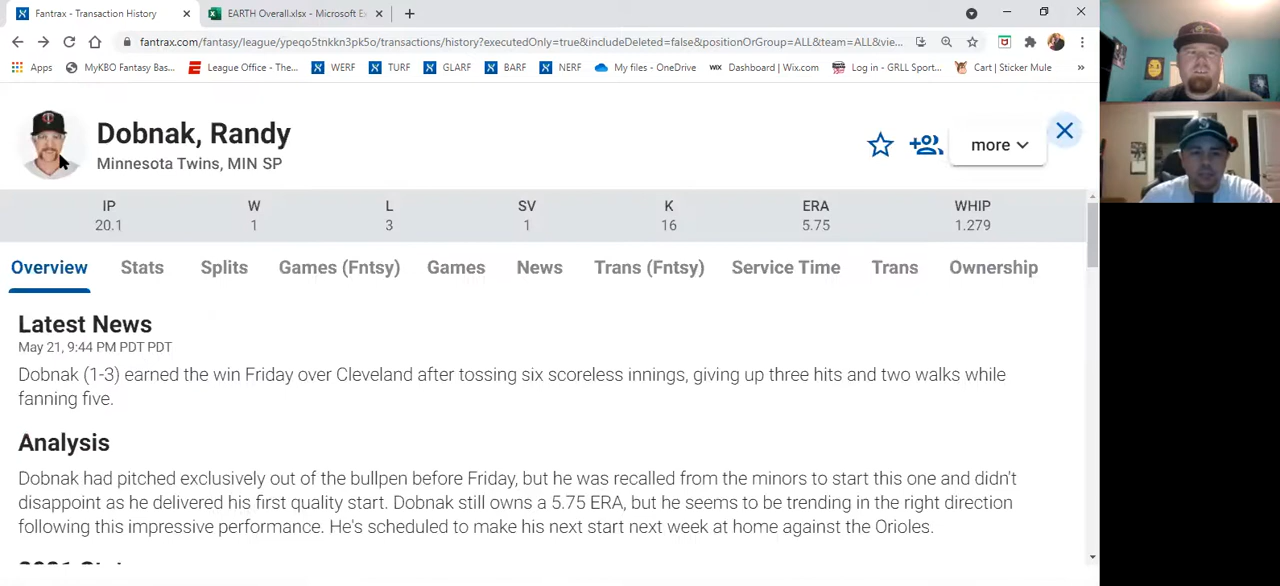 Fantrax - Transaction History
EARTH Overall.xlsx - Microsoft E
fantrax.com/fantasy/league/ypeqo5tnkkn3pk5o/transactions/history?executedOnly=true&includeDeleted=false&positionOrGroup=ALL&team=ALL&vie...
Apps MyKBO Fantasy Bas... League Office - The... WERF TURF GLARF BARF NERF My files - OneDrive Dashboard | Wix.com Log in - GRLL Sport... Cart | Sticker Mule »
Dobnak, Randy
Minnesota Twins, MIN SP
more
IP W L SV K ERA WHIP
20.1 1 3 1 16 5.75 1.279
Overview Stats Splits Games (Fntsy) Games News Trans (Fntsy) Service Time Trans Ownership
Latest News
May 21, 9:44 PM PDT PDT
Dobnak (1-3) earned the win Friday over Cleveland after tossing six scoreless innings, giving up three hits and two walks while
fanning five.
Analysis
Dobnak had pitched exclusively out of the bullpen before Friday, but he was recalled from the minors to start this one and didn't
disappoint as he delivered his first quality start. Dobnak still owns a 5.75 ERA, but he seems to be trending in the right direction
following this impressive performance. He's scheduled to make his next start next week at home against the Orioles.